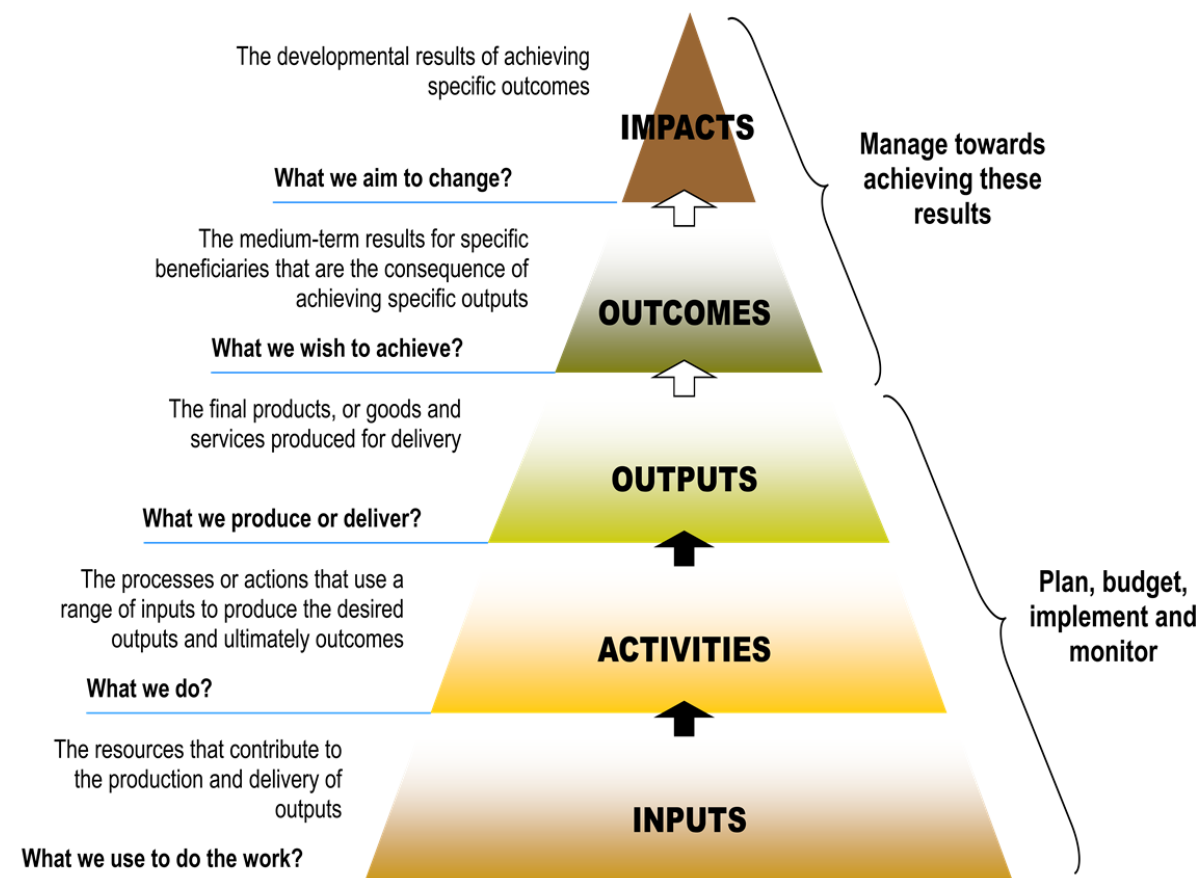 The developmental results of achieving
specific outcomes
IMPACTS
What we aim to change?
Manage towards
achieving these
results
The medium-term results for specific
beneficiaries that are the consequence of
achieving specific outputs
OUTCOMES
What we wish to achieve?
The final products, or goods and
services produced for delivery
OUTPUTS
What we produce or deliver?
The processes or actions that use a
range of inputs to produce the desired
outputs and ultimately outcomes
ACTIVITIES
What we do?
Plan, budget,
implement and
monitor
The resources that contribute to
the production and delivery of
outputs
INPUTS
What we use to do the work?